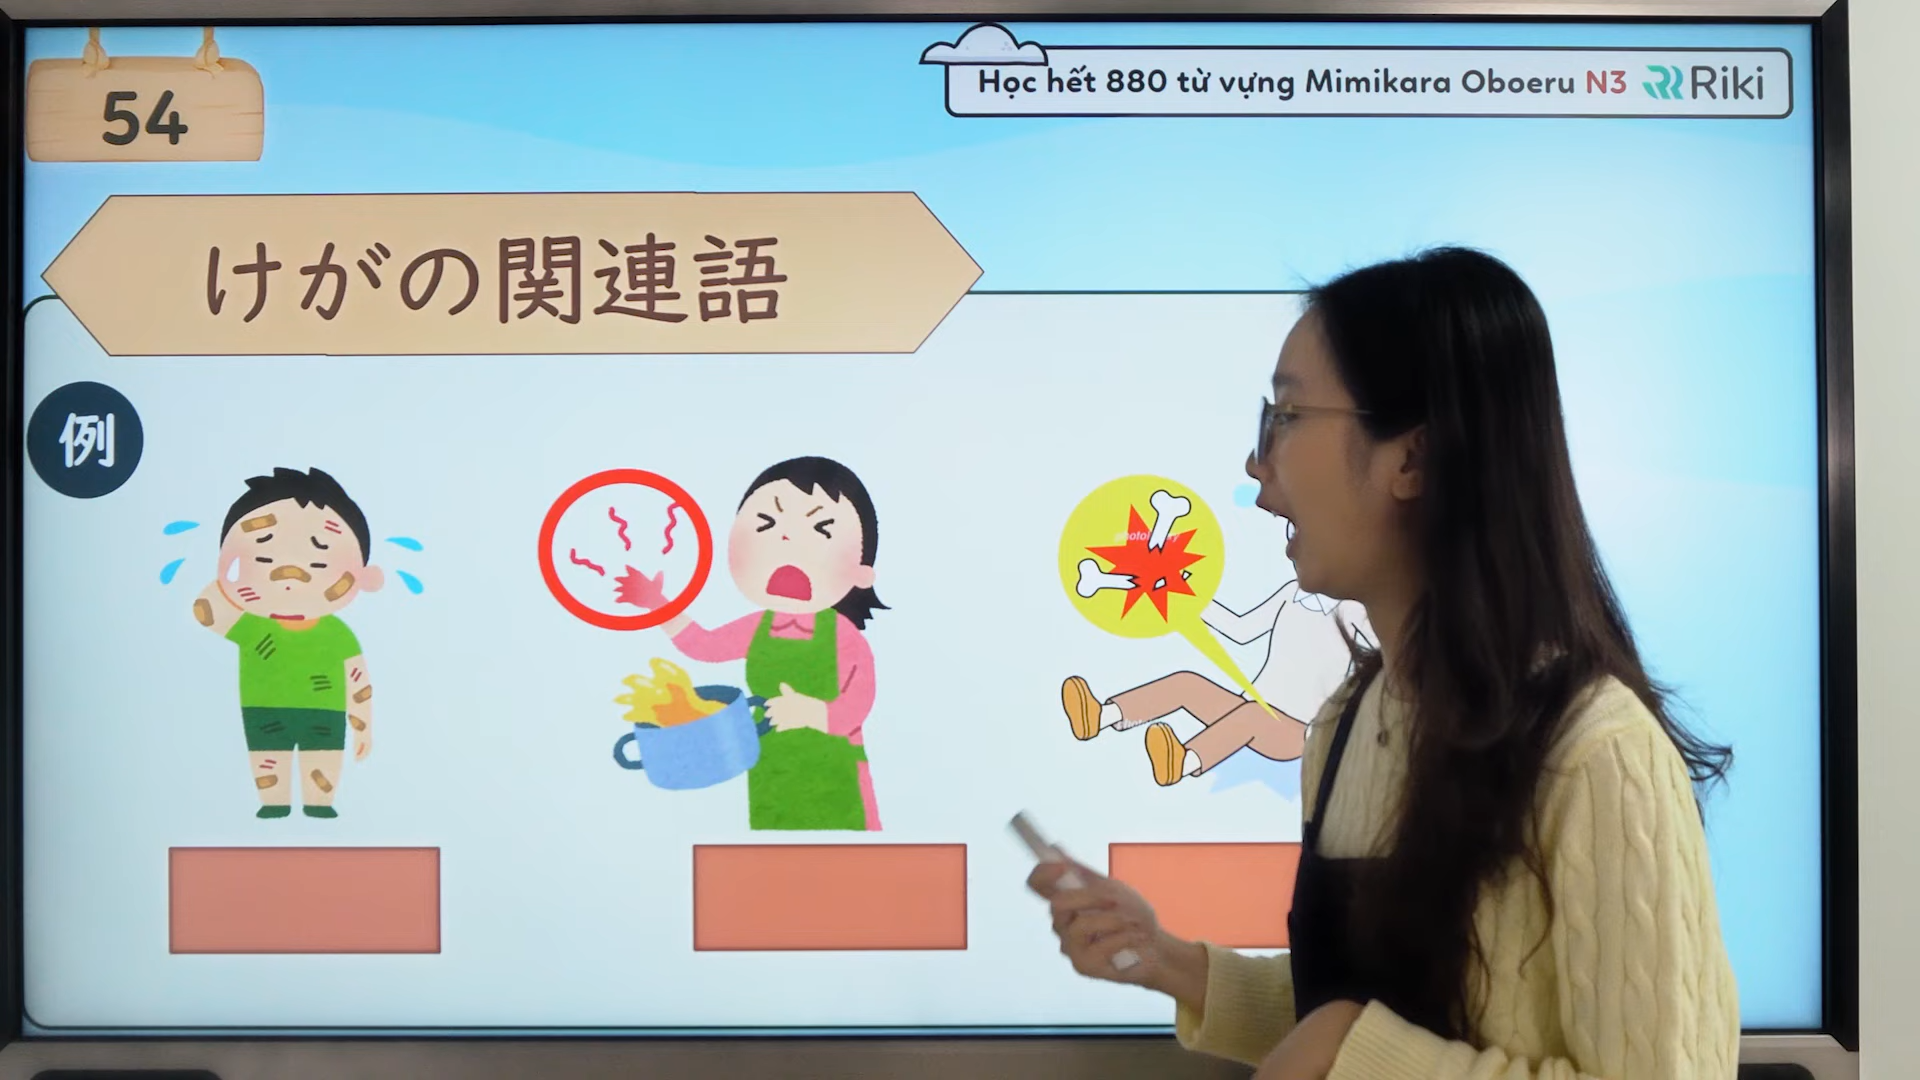 54
Học hết 880 từ vựng Mimikara Oboeru N3 Riki
けがの関連語
例